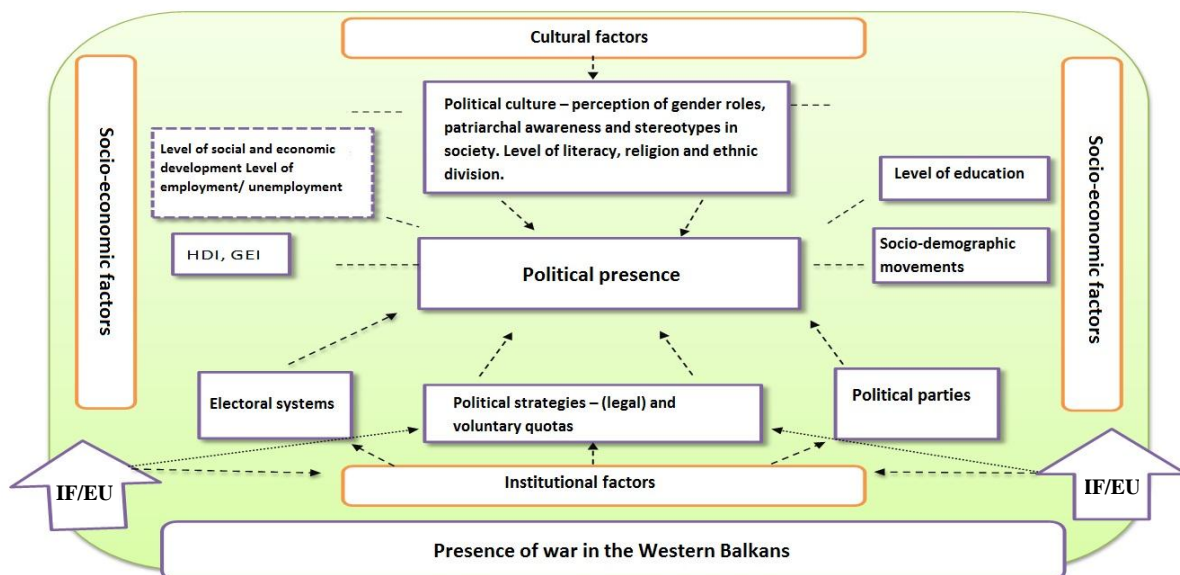 Cultural factors
Socio-economic factors
Political culture – perception of gender roles,
patriarchal awareness and stereotypes in
society. Level of literacy, religion and ethnic
division.
Level of social and economic
development Level of
employment/ unemployment
Level of education
HDI, GEI
Political presence
Socio-demographic
movements
Socio-economic factors
Electoral systems
Political strategies – (legal) and
voluntary quotas
Political parties
IF/EU
Institutional factors
IF/EU
Presence of war in the Western Balkans